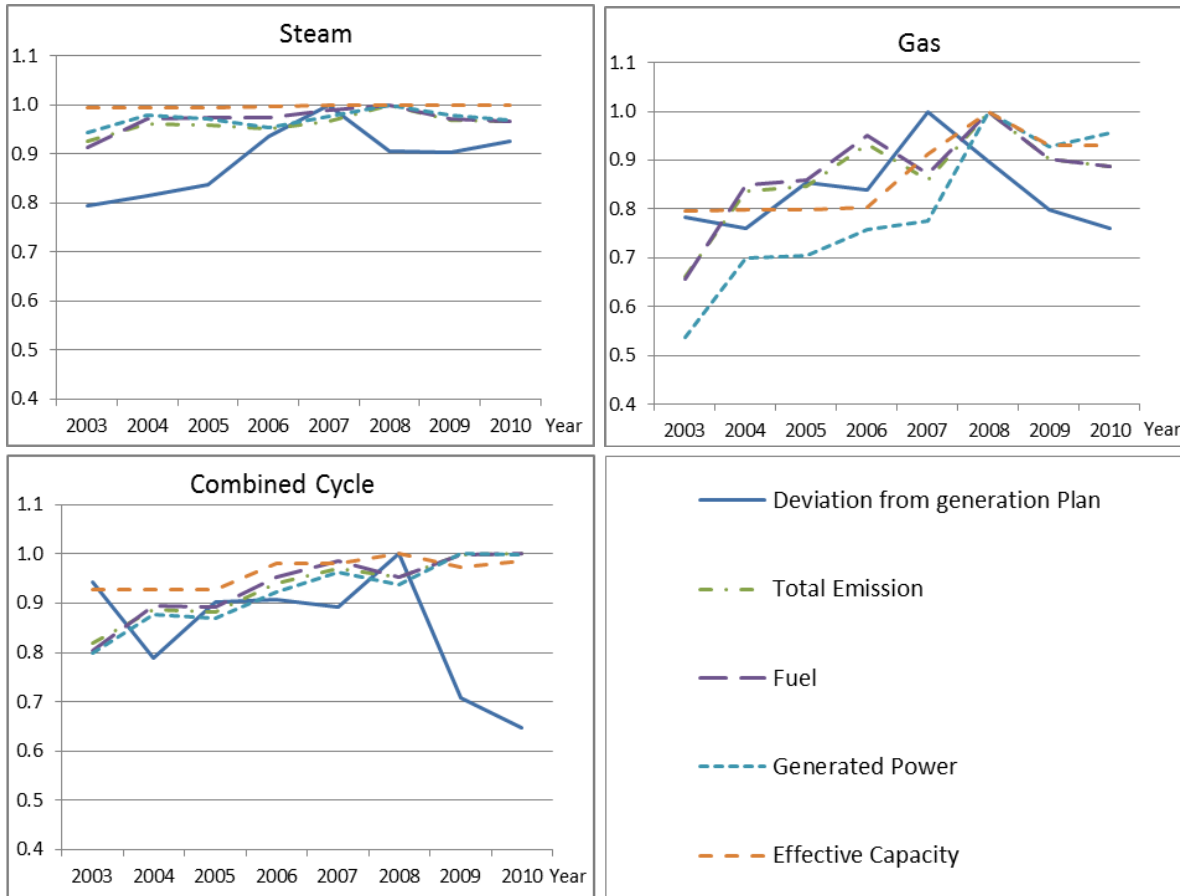 Steam
1.1
1.0
0.9
0.8
0.7
0.6
0.5
0.4
2003 2004 2005 2006 2007 2008 2009 2010 Year
Gas
1.1
1.0
0.9
0.8
0.7
0.6
0.5
0.4
2003 2004 2005 2006 2007 2008 2009 2010 Year
Combined Cycle
1.1
1.0
0.9
0.8
0.7
0.6
0.5
0.4
2003 2004 2005 2006 2007 2008 2009 2010 Year
Deviation from generation Plan
Total Emission
Fuel
Generated Power
Effective Capacity